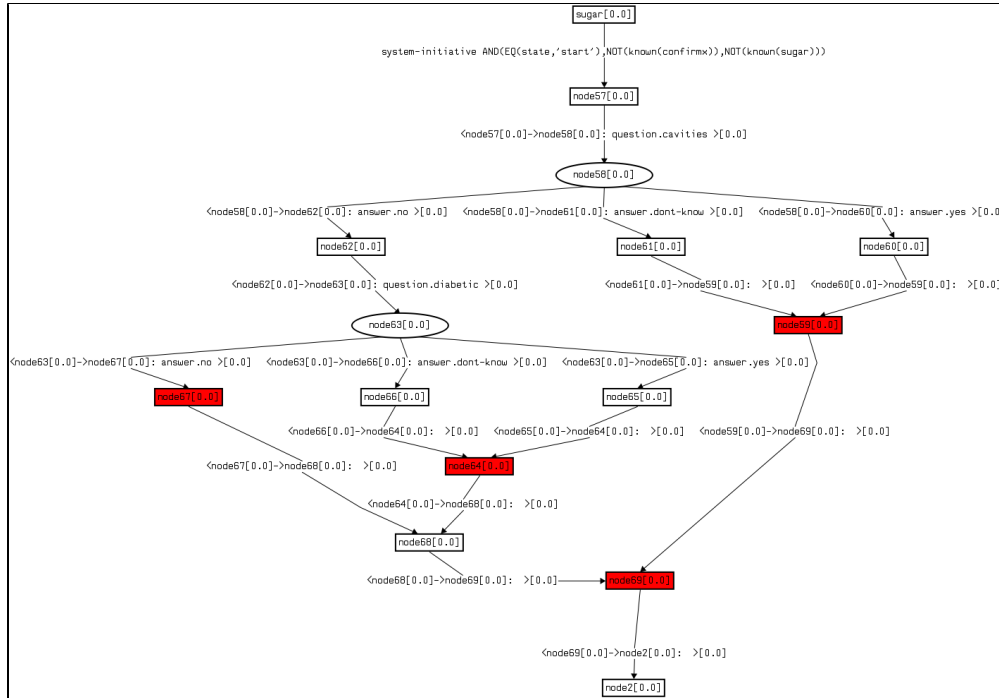 sugar[0.0]
system-initiative AND(EQ(state,'start'),NOT(known(confirmx)),NOT(known(sugar)))
node57[0.0]
<node57[0.0]->node58[0.0]: question.cavities >[0.0]
node58[0.0]
<node58[0.0]->node62[0.0]: answer.no >[0.0] <node58[0.0]->node61[0.0]: answer.dont-know >[0.0] <node58[0.0]->node60[0.0]: answer.yes >[0.0]
node62[0.0] node61[0.0] node60[0.0]
<node62[0.0]->node63[0.0]: question.diabetic >[0.0] <node61[0.0]->node59[0.0]: >[0.0] <node60[0.0]->node59[0.0]: >[0.0]
node63[0.0] node59[0.0]
<node63[0.0]->node67[0.0]: answer.no >[0.0] <node63[0.0]->node66[0.0]: answer.dont-know >[0.0] <node63[0.0]->node65[0.0]: answer.yes >[0.0]
node67[0.0] node66[0.0] node65[0.0]
<node66[0.0]->node64[0.0]: >[0.0] <node65[0.0]->node64[0.0]: >[0.0] <node59[0.0]->node69[0.0]: >[0.0]
<node67[0.0]->node68[0.0]: >[0.0] node64[0.0]
<node64[0.0]->node68[0.0]: >[0.0]
node68[0.0]
<node68[0.0]->node69[0.0]: >[0.0] node69[0.0]
<node69[0.0]->node2[0.0]: >[0.0]
node2[0.0]